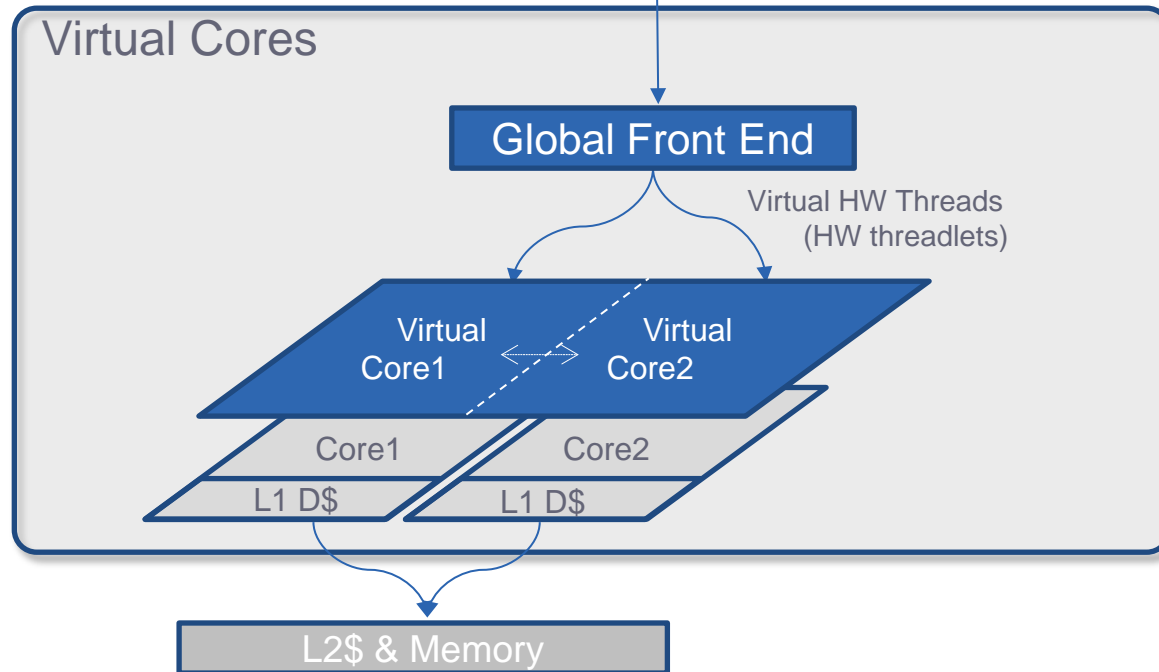 Virtual Cores
Global Front End
Virtual HW Threads
(HW threadlets)
Virtual
Core1
Virtual
Core2
Core1
Core2
L1 D$
L1 D$
L2$ & Memory